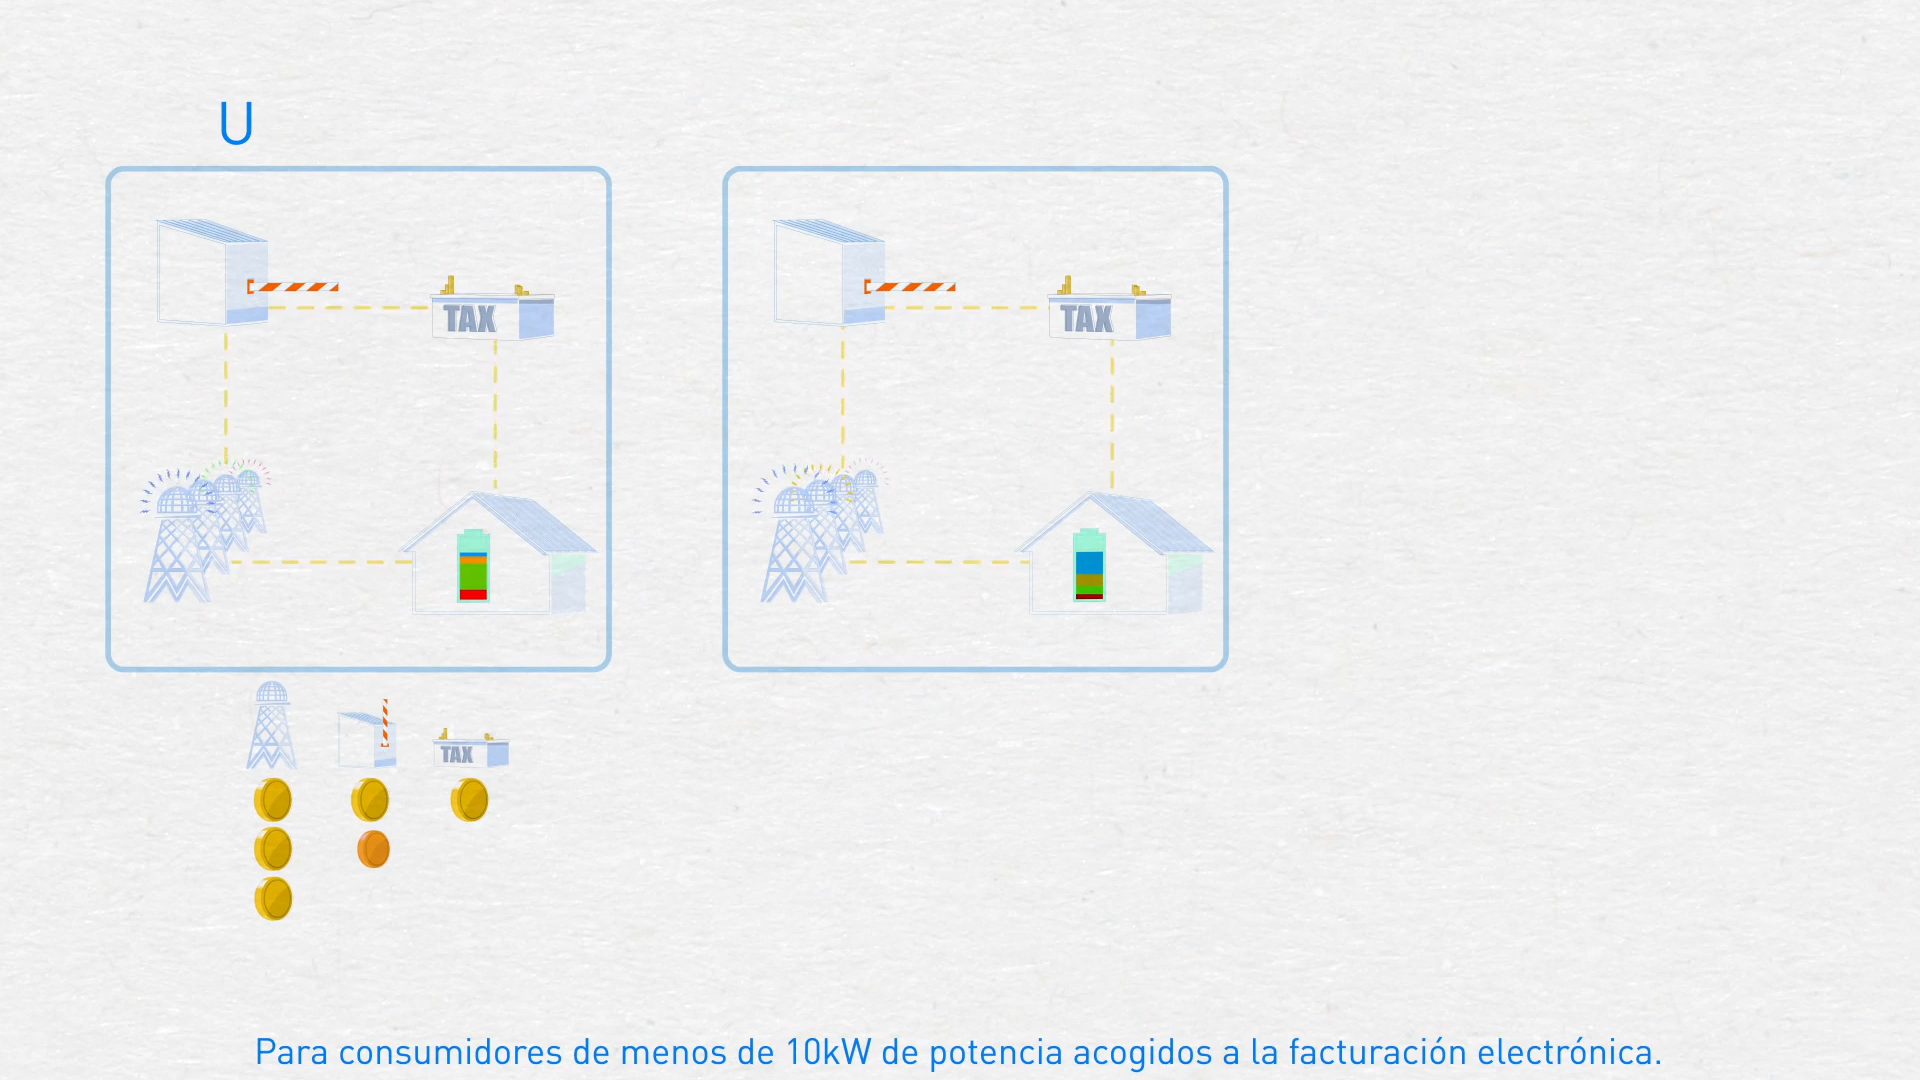 U
TAX
TAX
TAX
Para consumidores de menos de 10kW de potencia acogidos a la facturación electrónica.